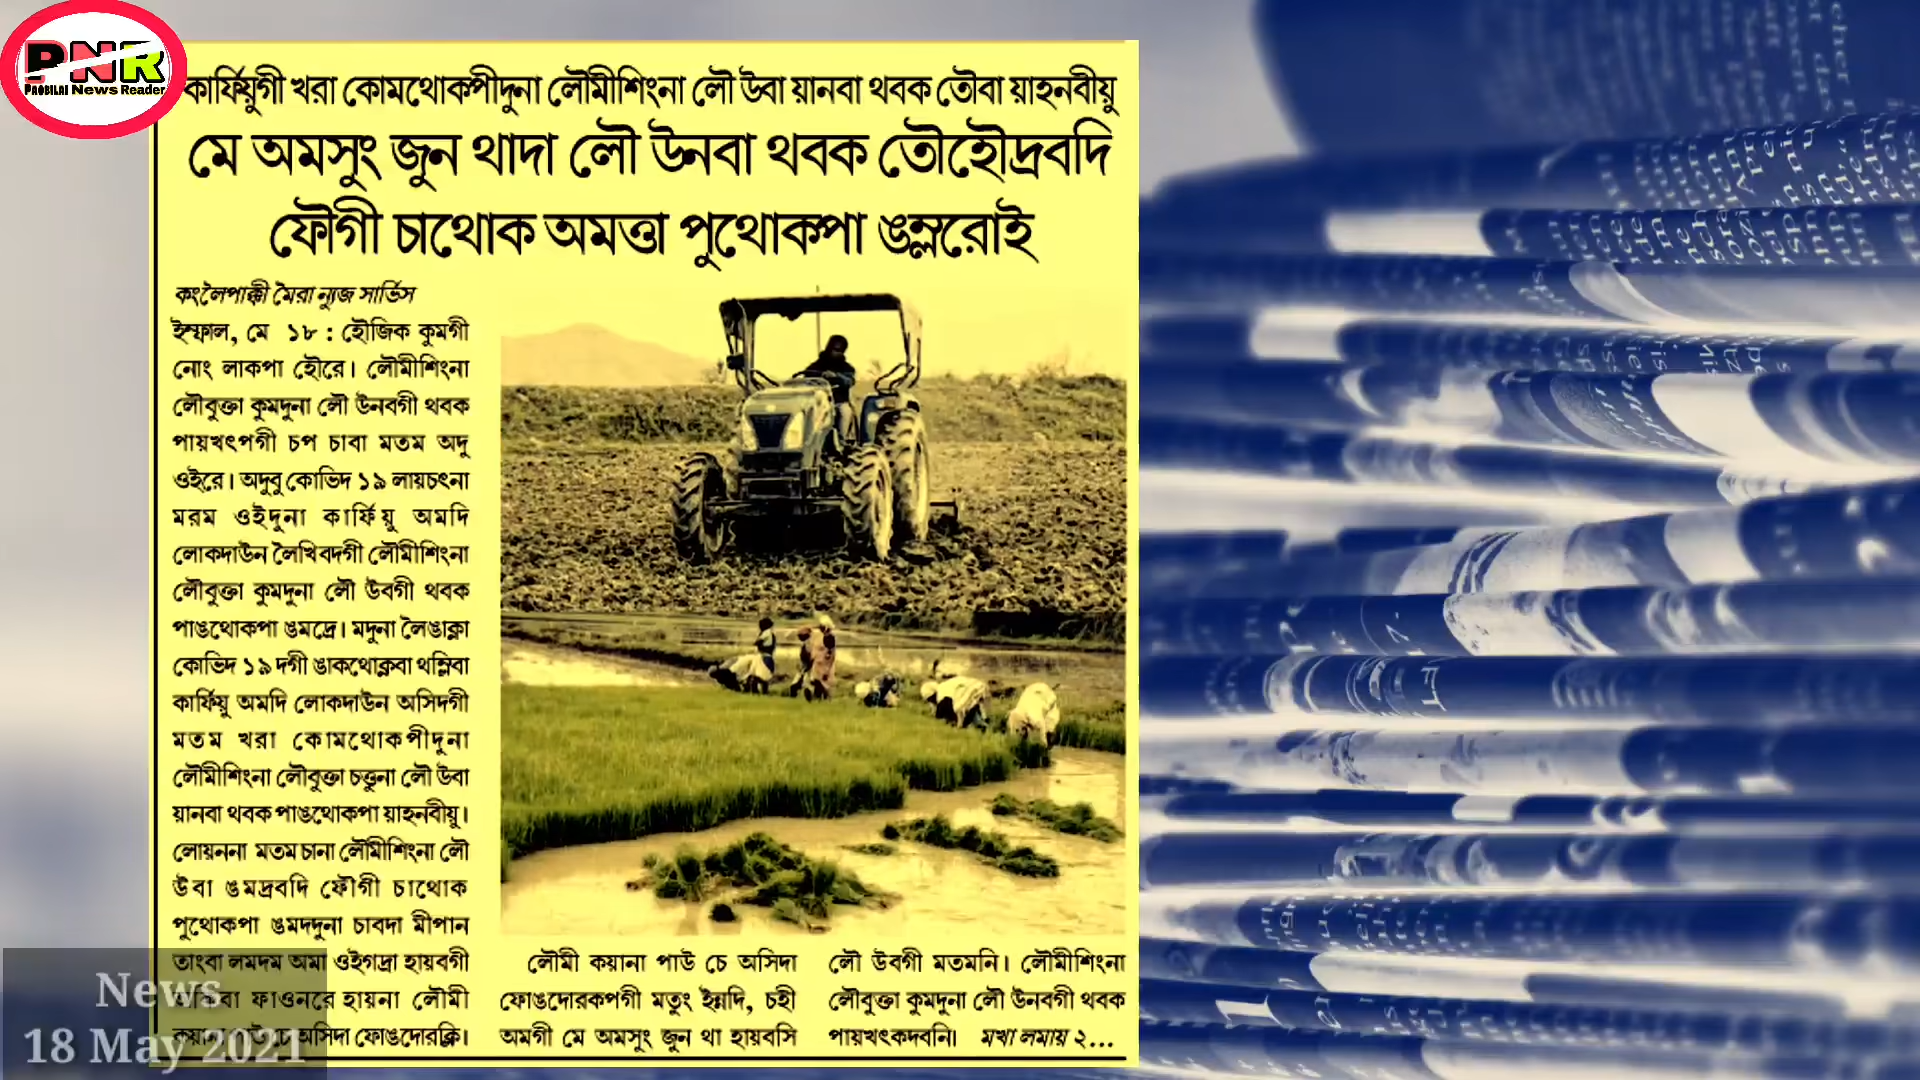 PNR
PAOBILAI News Reader
কার্ফিয়ুগী খরা কোমথোকপীদুনা লৌমীশিংনা লৌ উবা য়ানবা থবক তৌবা য়াহনবীয়ু
মে অমসুং জুন থাদা লৌ উনবা থবক তৌহৌদ্রবদি
ফৌগী চাথোক অমত্তা পুথোকপা ঙম্লরোই
কংলৈপাক্কী মৈরা ন্যুজ সার্ভিস
ইম্ফাল, মে ১৮ : হৌজিক কুমগী
নোং লাকপা হৌরে। লৌমীশিংনা
লৌবুক্তা কুমদুনা লৌ উনবগী থবক
পায়খৎপগী চপ চাবা মতম অদু
ওইরে। অদুবু কোভিদ ১৯ লায়চৎনা
মরম ওইদুনা কার্ফিয়ু অমদি
লোকদাউন লৈখিবদগী লৌমীশিংনা
লৌবুক্তা কুমদুনা লৌ উবগী থবক
পাঙথোকপা ঙমদ্রে। মদুনা লৈঙাক্না
কোভিদ ১৯ দগী ঙাকথোক্নবা থম্লিবা
কার্ফিয়ু অমদি লোকদাউন অসিদগী
মতম খরা কোমথোকপীদুনা
লৌমীশিংনা লৌবুক্তা চত্তুনা লৌ উবা
য়ানবা থবক পাঙথোকপা য়াহনবীয়ু।
লোয়ননা মতম চানা লৌমীশিংনা লৌ
উবা ঙমদ্রবদি ফৌগী চাথোক
পুথোকপা ঙমদদুনা চাবদা মীপান
তাংবা লমদম অমা ওইগদ্রা হায়বগী
ফাওনরে হায়না লৌমী
কয়ানা পাউ চে অসিদা ফোঙদোরক্লি।
লৌমী কয়ানা পাউ চে অসিদা
ফোঙদোরকপগী মতুং ইন্নদি, চহী
অমগী মে অমসুং জুন থা হায়বসি
লৌ উবগী মতমনি। লৌমীশিংনা
লৌবুক্তা কুমদুনা লৌ উনবগী থবক
পায়খৎকদবনি। মখা লমায় ২...
News
18 May 2021